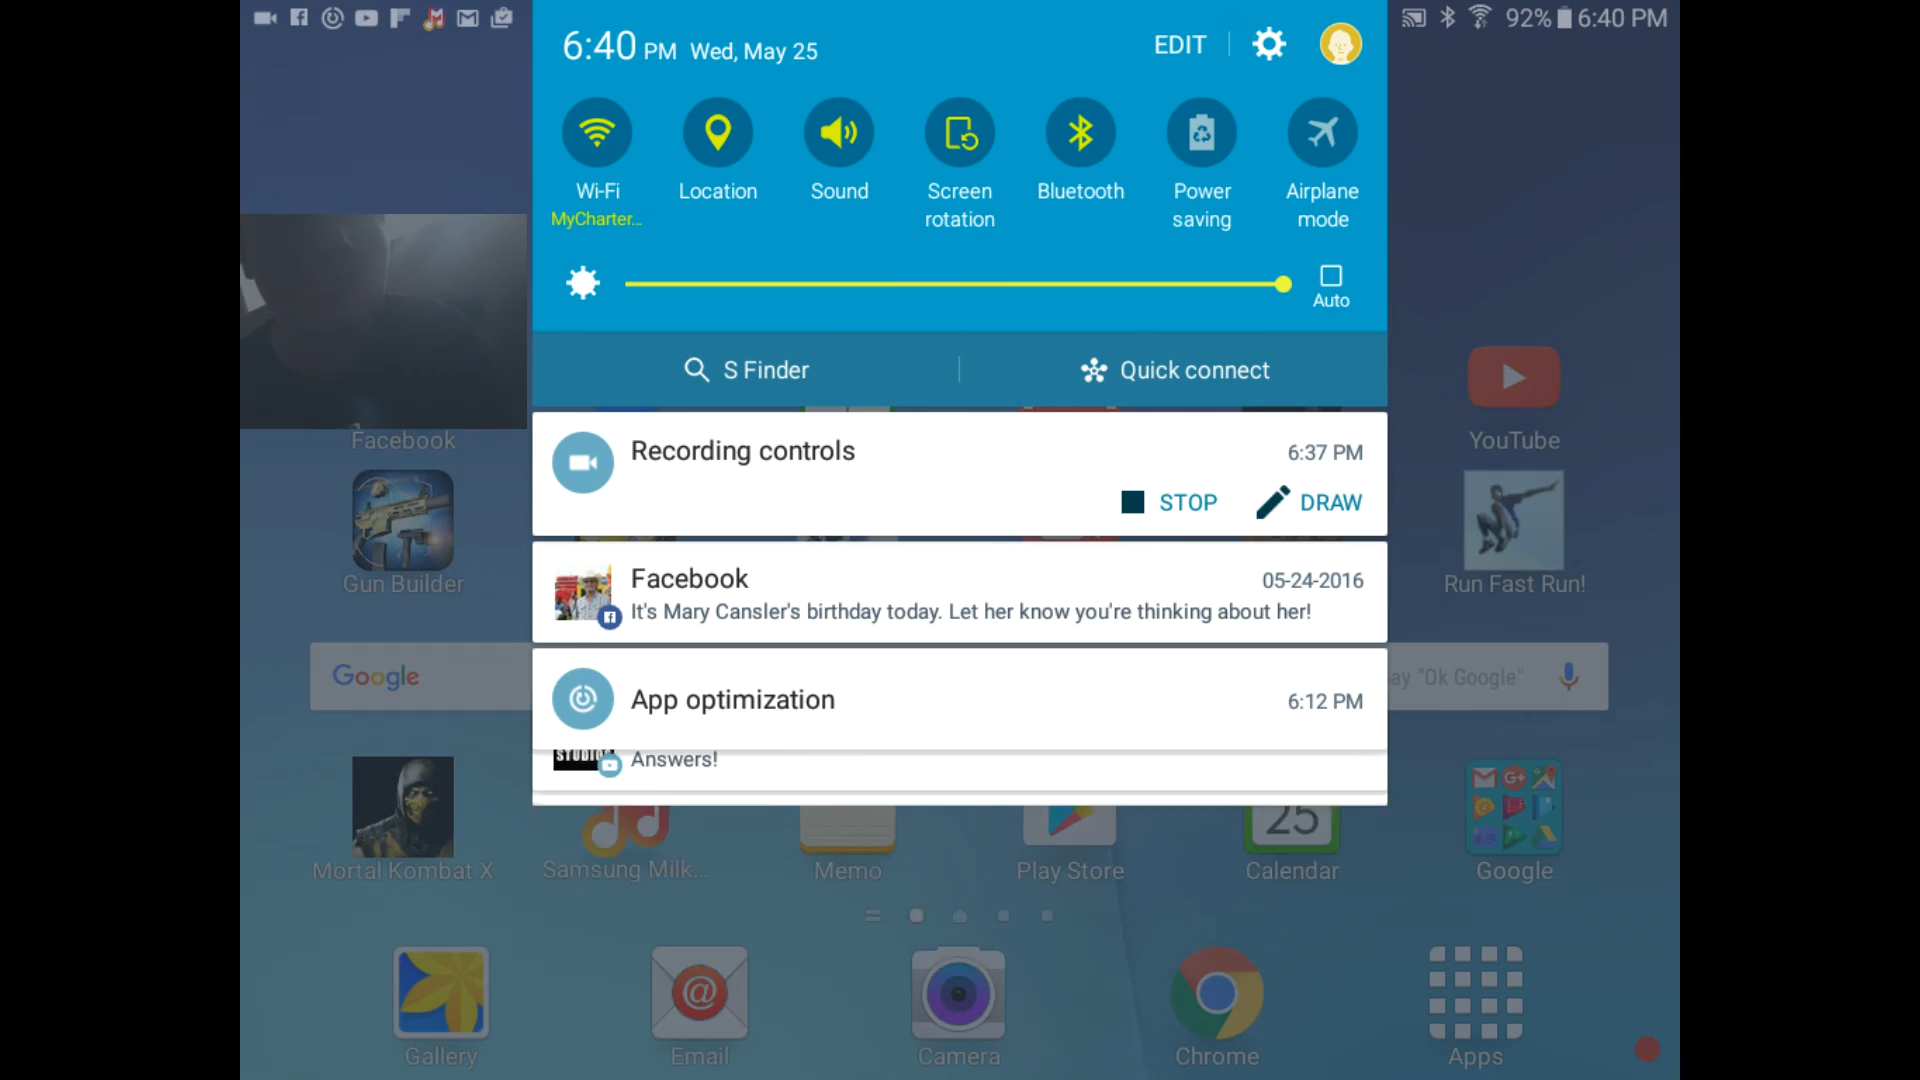 92% 6:40 PM
6:40 PM Wed, May 25
EDIT
Wi-Fi
MyCharter...
Location
Sound
Screen
rotation
Bluetooth
Power
saving
Airplane
mode
Auto
S Finder
Quick connect
Recording controls
6:37 PM
STOP
DRAW
Facebook
05-24-2016
It's Mary Cansler's birthday today. Let her know you're thinking about her!
App optimization
6:12 PM
Answers!
Facebook
YouTube
Gun Builder
Run Fast Run!
Google
"Ok Google"
Mortal Kombat X
Samsung Milk...
Memo
Play Store
25
Calendar
Google
Gallery
@
Email
Camera
Chrome
Apps